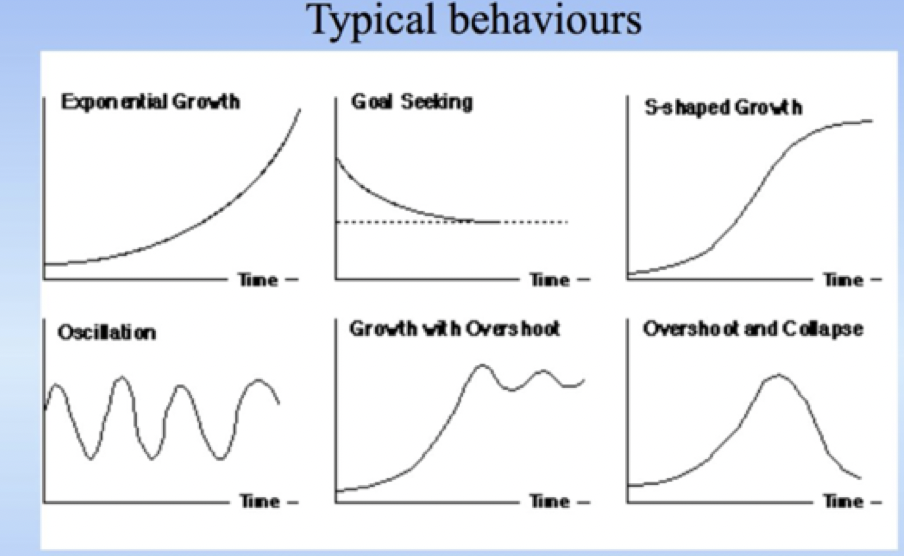 Typical behaviours
Exponential Growth
Goal Seeking
S-shaped Growth
Time
Time
Time
Oscillation
Growth with Overshoot
Overshoot and Collapse
Time
Time
Time